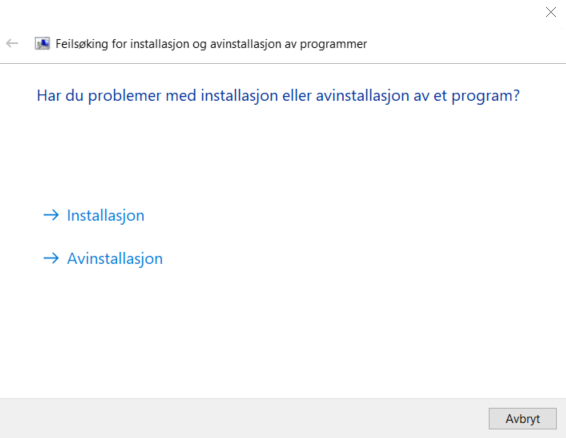 Feilsøking for installasjon og avinstallasjon av programmer
Har du problemer med installasjon eller avinstallasjon av et program?
Installasjon
Avinstallasjon
Avbryt